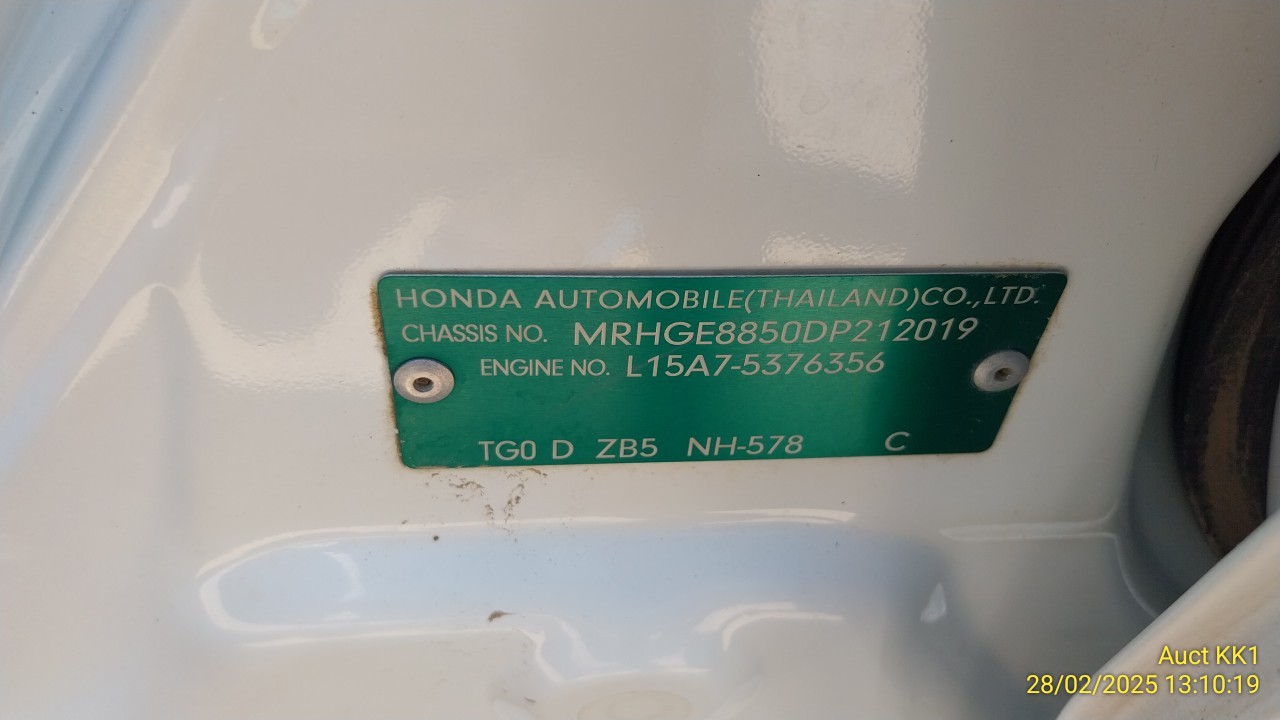 HONDA AUTOMOBILE(THAILAND)CO.,LTD.
CHASSIS NO. MRHGE8850DP212019
ENGINE NO. L15A7-5376356
TG0 D ZB5 NH-578 C
Auct KK1
28/02/2025 13:10:19